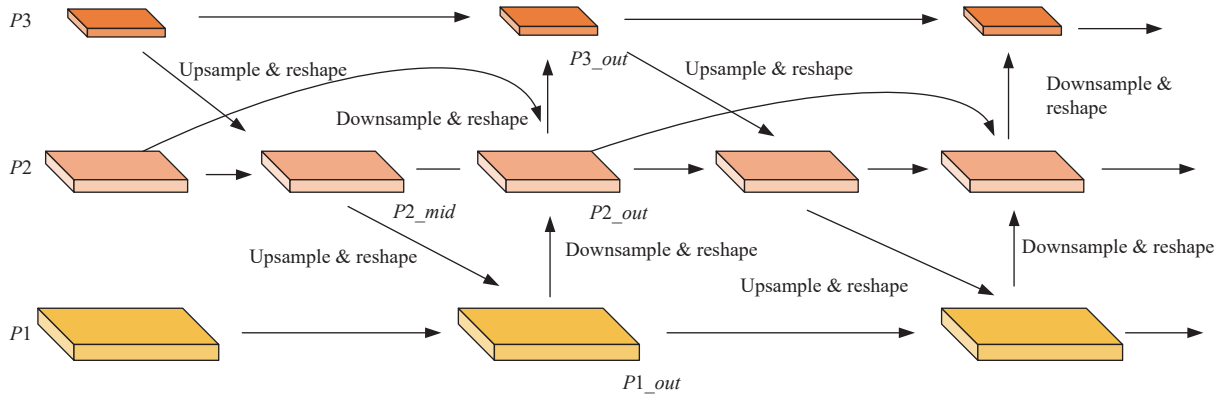 P3
P3_out
Upsample & reshape
Upsample & reshape
Downsample &
reshape
Downsample & reshape
P2
P2_mid
P2_out
Upsample & reshape
Downsample & reshape
Downsample & reshape
Upsample & reshape
P1
P1_out